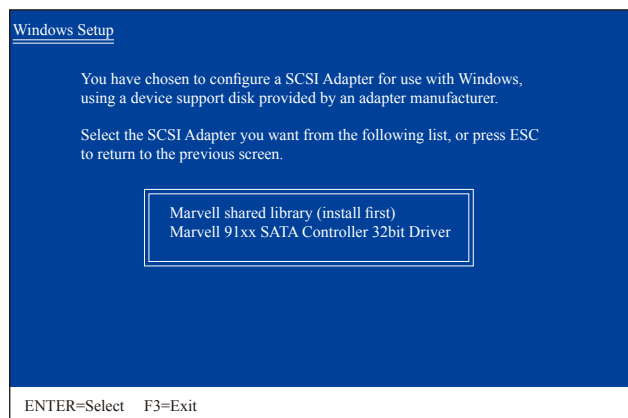 Windows Setup
You have chosen to configure a SCSI Adapter for use with Windows,
using a device support disk provided by an adapter manufacturer.
Select the SCSI Adapter you want from the following list, or press ESC
to return to the previous screen.
Marvell shared library (install first)
Marvell 91xx SATA Controller 32bit Driver
ENTER=Select F3=Exit